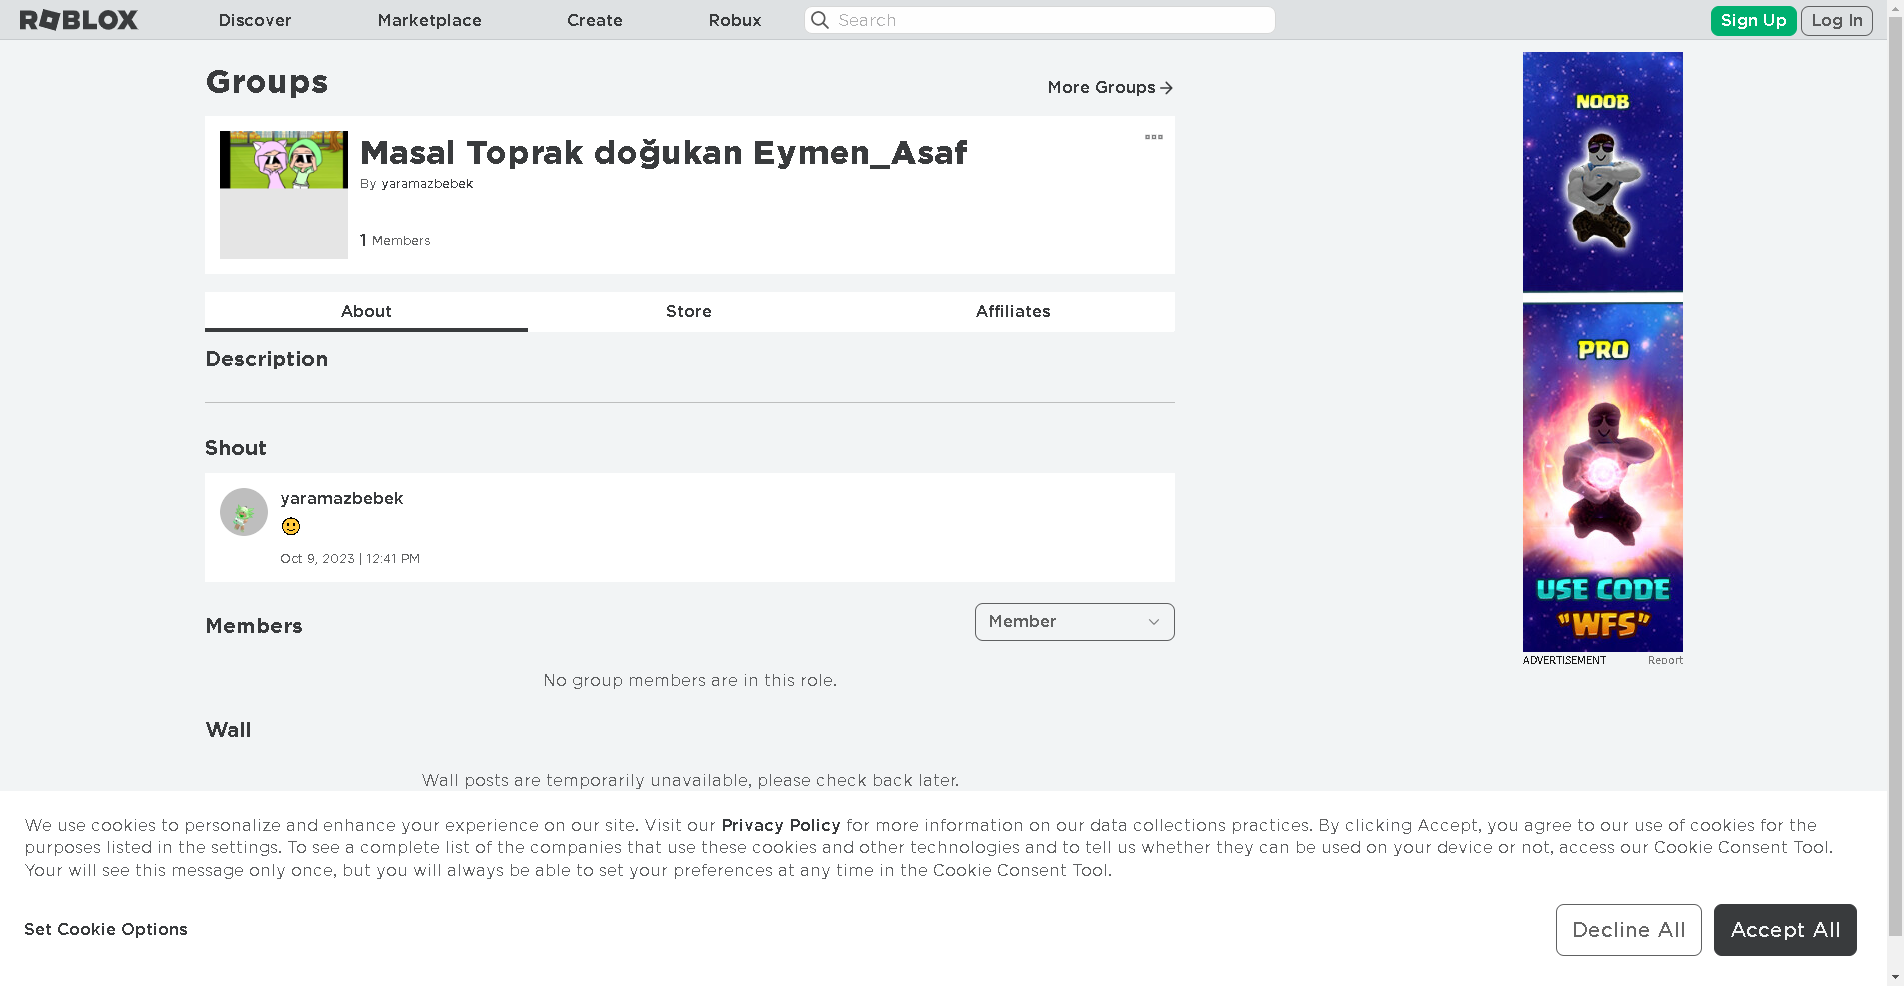 ROBLOX
Discover
Marketplace
Create
Robux
Search
Sign Up
Log In
Groups
More Groups
Masal Toprak doğukan Eymen_Asaf
By yaramazbebek
1 Members
About
Store
Affiliates
Description
Shout
yaramazbebek
Oct 9, 2023 | 12:41 PM
Members
Member
No group members are in this role.
Wall
Wall posts are temporarily unavailable, please check back later.
NOOB
PRO
USE CODE
"WFS"
ADVERTISEMENT
Report
We use cookies to personalize and enhance your experience on our site. Visit our Privacy Policy for more information on our data collections practices. By clicking Accept, you agree to our use of cookies for the
purposes listed in the settings. To see a complete list of the companies that use these cookies and other technologies and to tell us whether they can be used on your device or not, access our Cookie Consent Tool.
Your will see this message only once, but you will always be able to set your preferences at any time in the Cookie Consent Tool.
Set Cookie Options
Decline All
Accept All